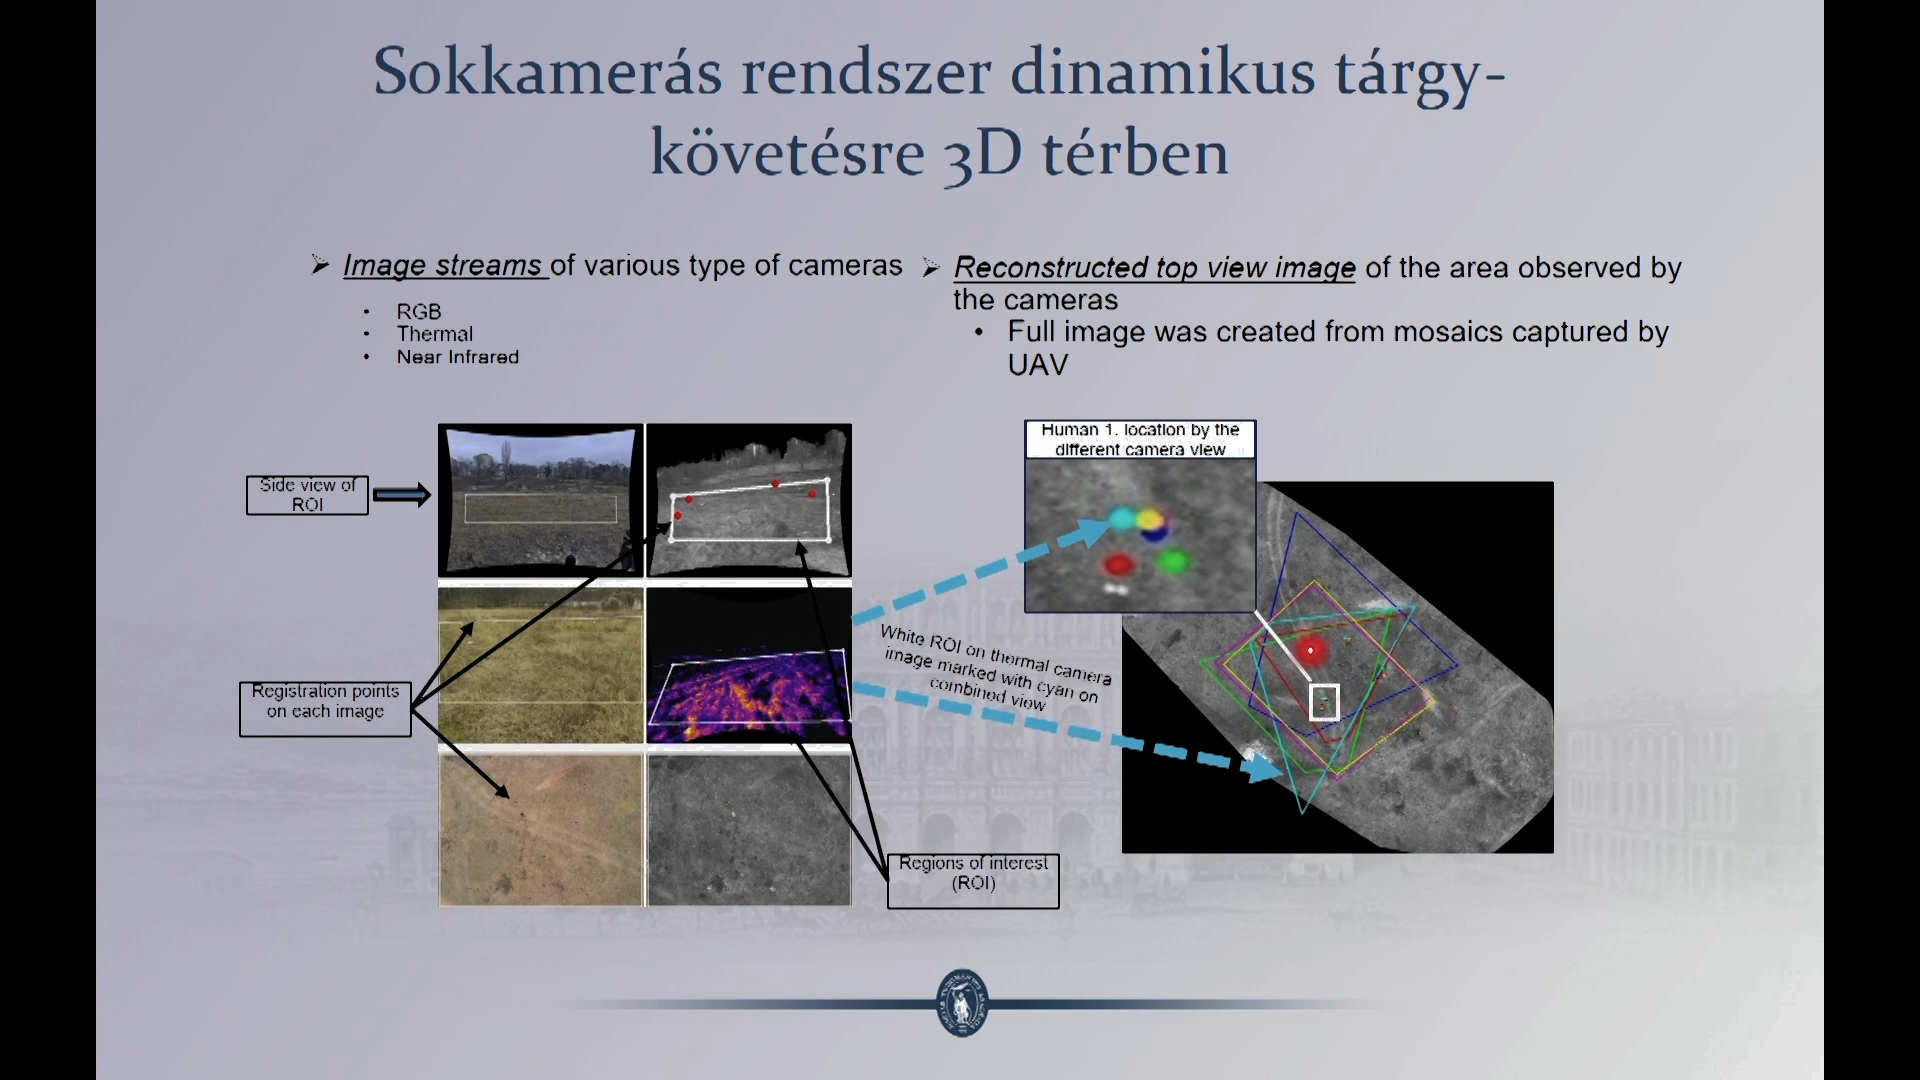 Sokkamerás rendszer dinamikus tárgy-
követésre 3D térben
Image streams of various type of cameras
RGB
Thermal
Near Infrared
Reconstructed top view image of the area observed by
the cameras
Full image was created from mosaics captured by
UAV
Side view of
ROI
Registration points
on each image
Human 1. location by the
different camera view
White ROI on thermal camera
image marked with cyan on
combined view
Regions of interest
(ROI)